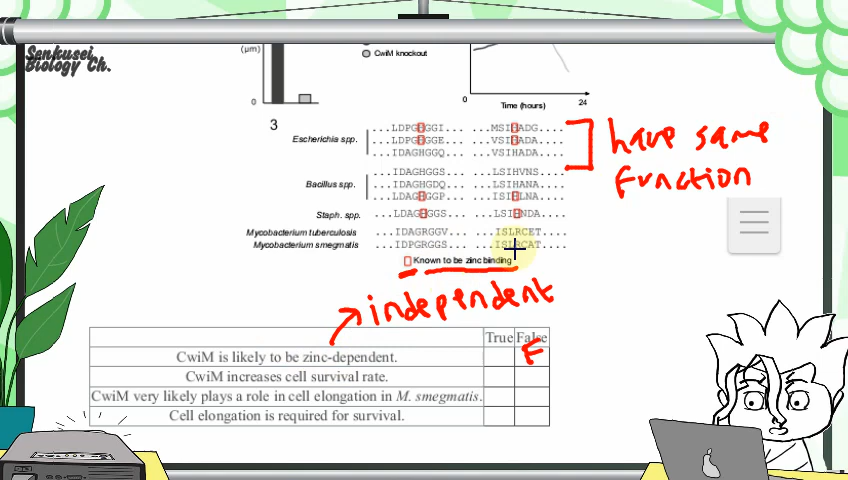 Senkusei
Biology Ch.
(μm)
0
CwiM knockout
0
Time (hours)
24
3
Escherichia spp.
...LDPGHGGI... ...MSIHADG....
...LDPGHGGE... ...VSIHADA....
...IDAGHGGQ... ...VSIHADA....
have same
function
Bacillus spp.
...IDAGHGGS... ...LSIHVNS....
...IDAGHGDQ... ...LSIHANA....
...LDAGHGGP... ...ISIHLNA....
Staph. spp.
...LDAGHGGS... ...LSIHNDA....
Mycobacterium tuberculosis
...IDAGRGGV... ...ISLRCET....
Mycobacterium smegmatis
...IDPGRGGS... ...ISLRCAT....
Known to be zinc binding
independent
True False
CwiM is likely to be zinc-dependent. F
CwiM increases cell survival rate.
CwiM very likely plays a role in cell elongation in M. smegmatis.
Cell elongation is required for survival.